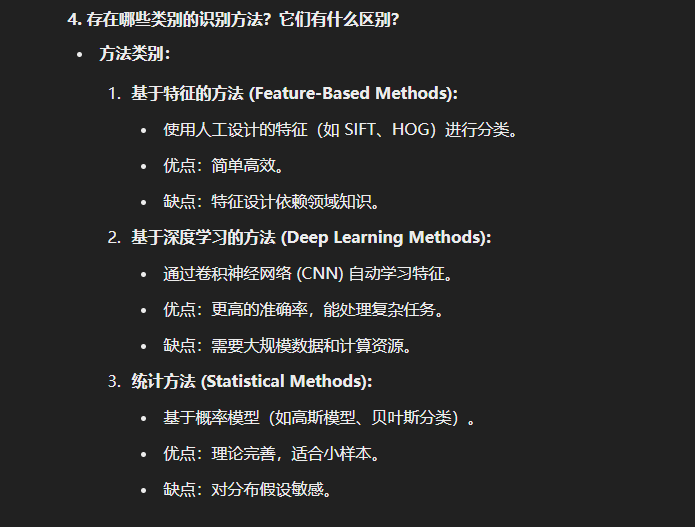 4. 存在哪些类别的识别方法？它们有什么区别？
• 方法类别：
1. 基于特征的方法 (Feature-Based Methods):
• 使用人工设计的特征（如 SIFT、HOG）进行分类。
• 优点：简单高效。
• 缺点：特征设计依赖领域知识。
2. 基于深度学习的方法 (Deep Learning Methods):
• 通过卷积神经网络 (CNN) 自动学习特征。
• 优点：更高的准确率，能处理复杂任务。
• 缺点：需要大规模数据和计算资源。
3. 统计方法 (Statistical Methods):
• 基于概率模型（如高斯模型、贝叶斯分类）。
• 优点：理论完善，适合小样本。
• 缺点：对分布假设敏感。